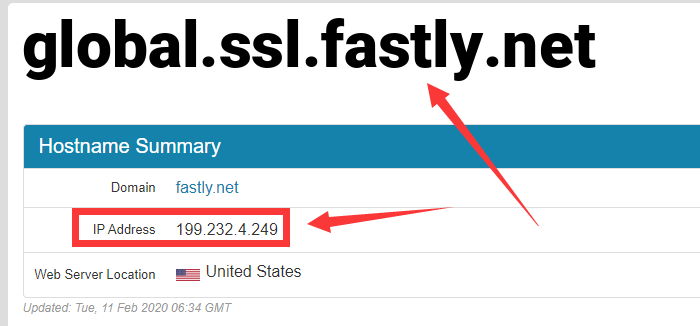 global.ssl.fastly.net
Hostname Summary
Domain fastly.net
IP Address 199.232.4.249
Web Server Location United States
Updated: Tue, 11 Feb 2020 06:34 GMT